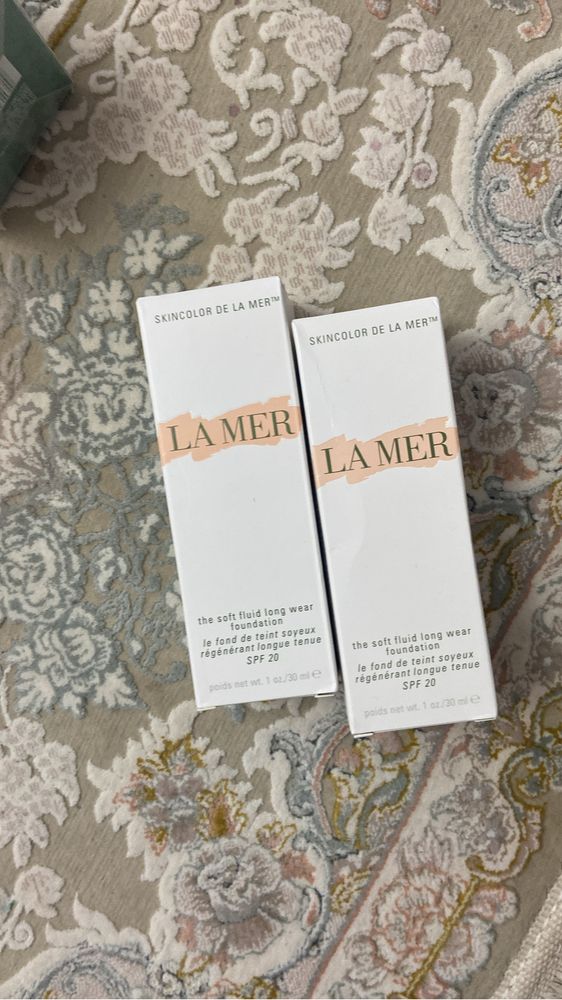 SKINCOLOR DE LA MER™
LA MER
the soft fluid long wear
foundation
le fond de teint soyeux
régénérant longue tenue
SPF 20
poids net wt. 1 oz./30 ml ℮
SKINCOLOR DE LA MER™
LA MER
the soft fluid long wear
foundation
le fond de teint soyeux
régénérant longue tenue
SPF 20
poids net wt. 1 oz./30 ml ℮